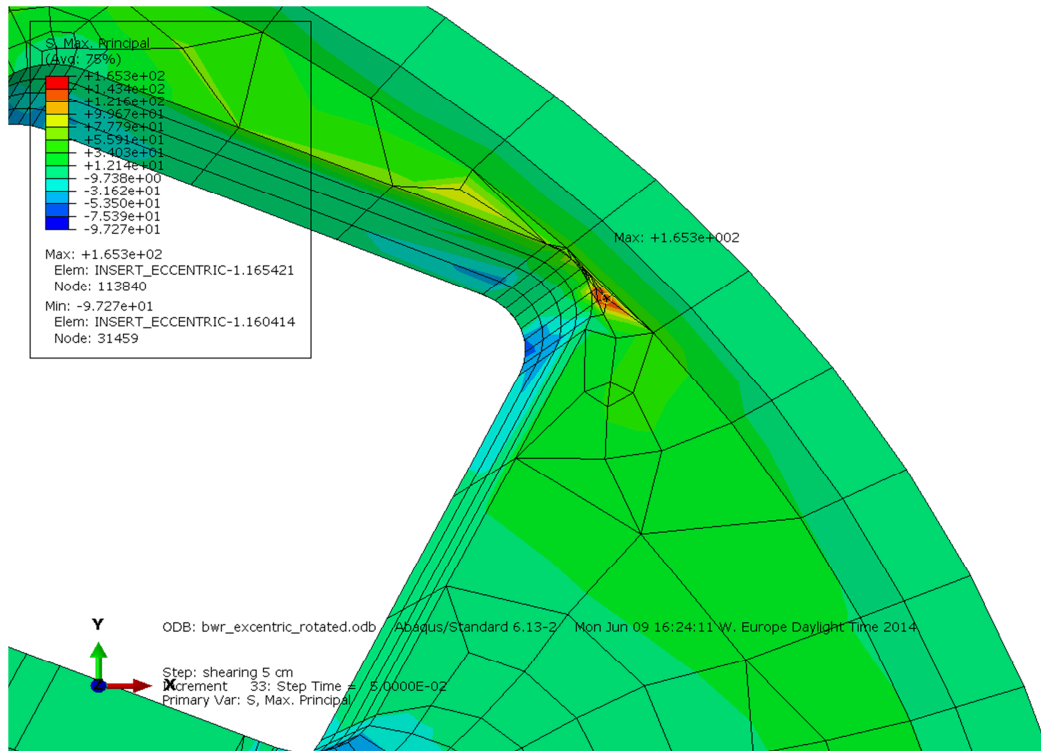 S, Max. Principal
(Avg: 75%)
+1.653e+02
+1.434e+02
+1.216e+02
+9.967e+01
+7.779e+01
+5.591e+01
+3.403e+01
+1.214e+01
-9.738e+00
-3.162e+01
-5.350e+01
-7.539e+01
-9.727e+01
Max: +1.653e+02
Elem: INSERT_ECCENTRIC-1.165421
Node: 113840
Min: -9.727e+01
Elem: INSERT_ECCENTRIC-1.160414
Node: 31459
Max: +1.653e+002
Y
X
ODB: bwr_excentric_rotated.odb Abaqus/Standard 6.13-2 Mon Jun 09 16:24:11 W. Europe Daylight Time 2014
Step: shearing 5 cm
Increment 33: Step Time = 5.0000E-02
Primary Var: S, Max. Principal